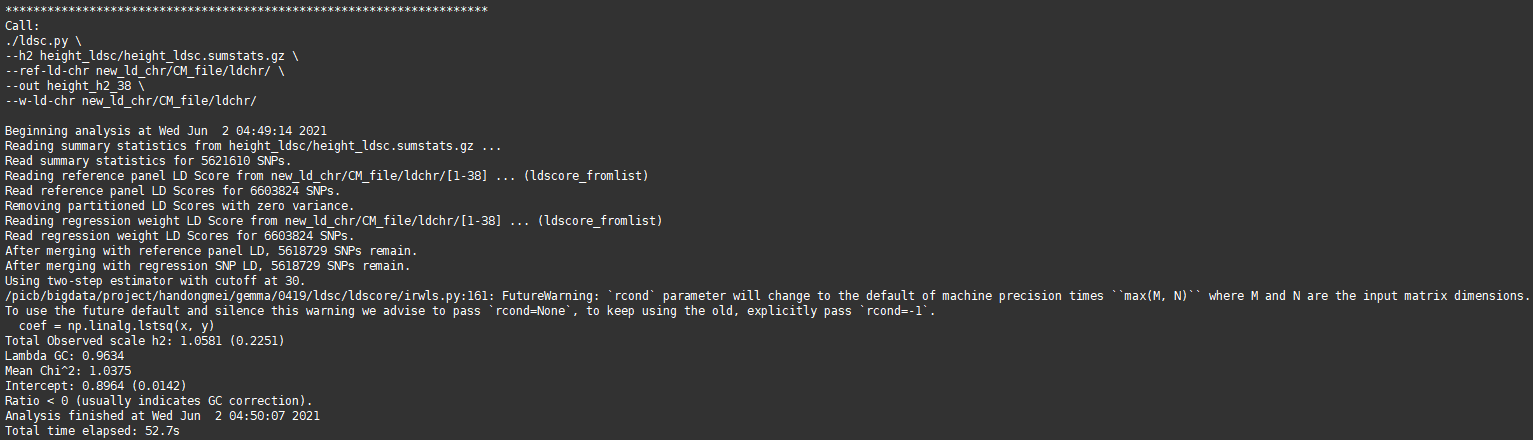 *********************************************************************
Call:
./ldsc.py \
--h2 height_ldsc/height_ldsc.sumstats.gz \
--ref-ld-chr new_ld_chr/CM_file/ldchr/ \
--out height_h2_38 \
--w-ld-chr new_ld_chr/CM_file/ldchr/

Beginning analysis at Wed Jun  2 04:49:14 2021
Reading summary statistics from height_ldsc/height_ldsc.sumstats.gz ...
Read summary statistics for 5621610 SNPs.
Reading reference panel LD Score from new_ld_chr/CM_file/ldchr/[1-38] ... (ldscore_fromlist)
Read reference panel LD Scores for 6603824 SNPs.
Removing partitioned LD Scores with zero variance.
Reading regression weight LD Score from new_ld_chr/CM_file/ldchr/[1-38] ... (ldscore_fromlist)
Read regression weight LD Scores for 6603824 SNPs.
After merging with reference panel LD, 5618729 SNPs remain.
After merging with regression SNP LD, 5618729 SNPs remain.
Using two-step estimator with cutoff at 30.
/picb/bigdata/project/handongmei/gemma/0419/ldsc/ldscore/irwls.py:161: FutureWarning: `rcond` parameter will change to the default of machine precision times ``max(M, N)`` where M and N are the input matrix dimensions.
To use the future default and silence this warning we advise to pass `rcond=None`, to keep using the old, explicitly pass `rcond=-1`.
  coef = np.linalg.lstsq(x, y)
Total Observed scale h2: 1.0581 (0.2251)
Lambda GC: 0.9634
Mean Chi^2: 1.0375
Intercept: 0.8964 (0.0142)
Ratio < 0 (usually indicates GC correction).
Analysis finished at Wed Jun  2 04:50:07 2021
Total time elapsed: 52.7s